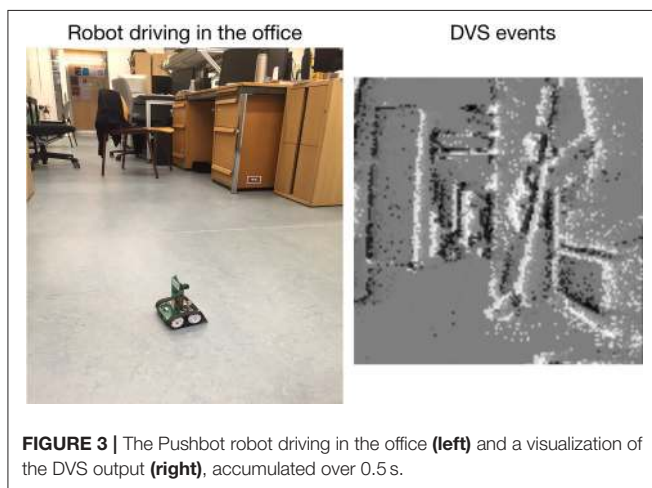 Robot driving in the office
DVS events
FIGURE 3 | The Pushbot robot driving in the office (left) and a visualization of
the DVS output (right), accumulated over 0.5 s.